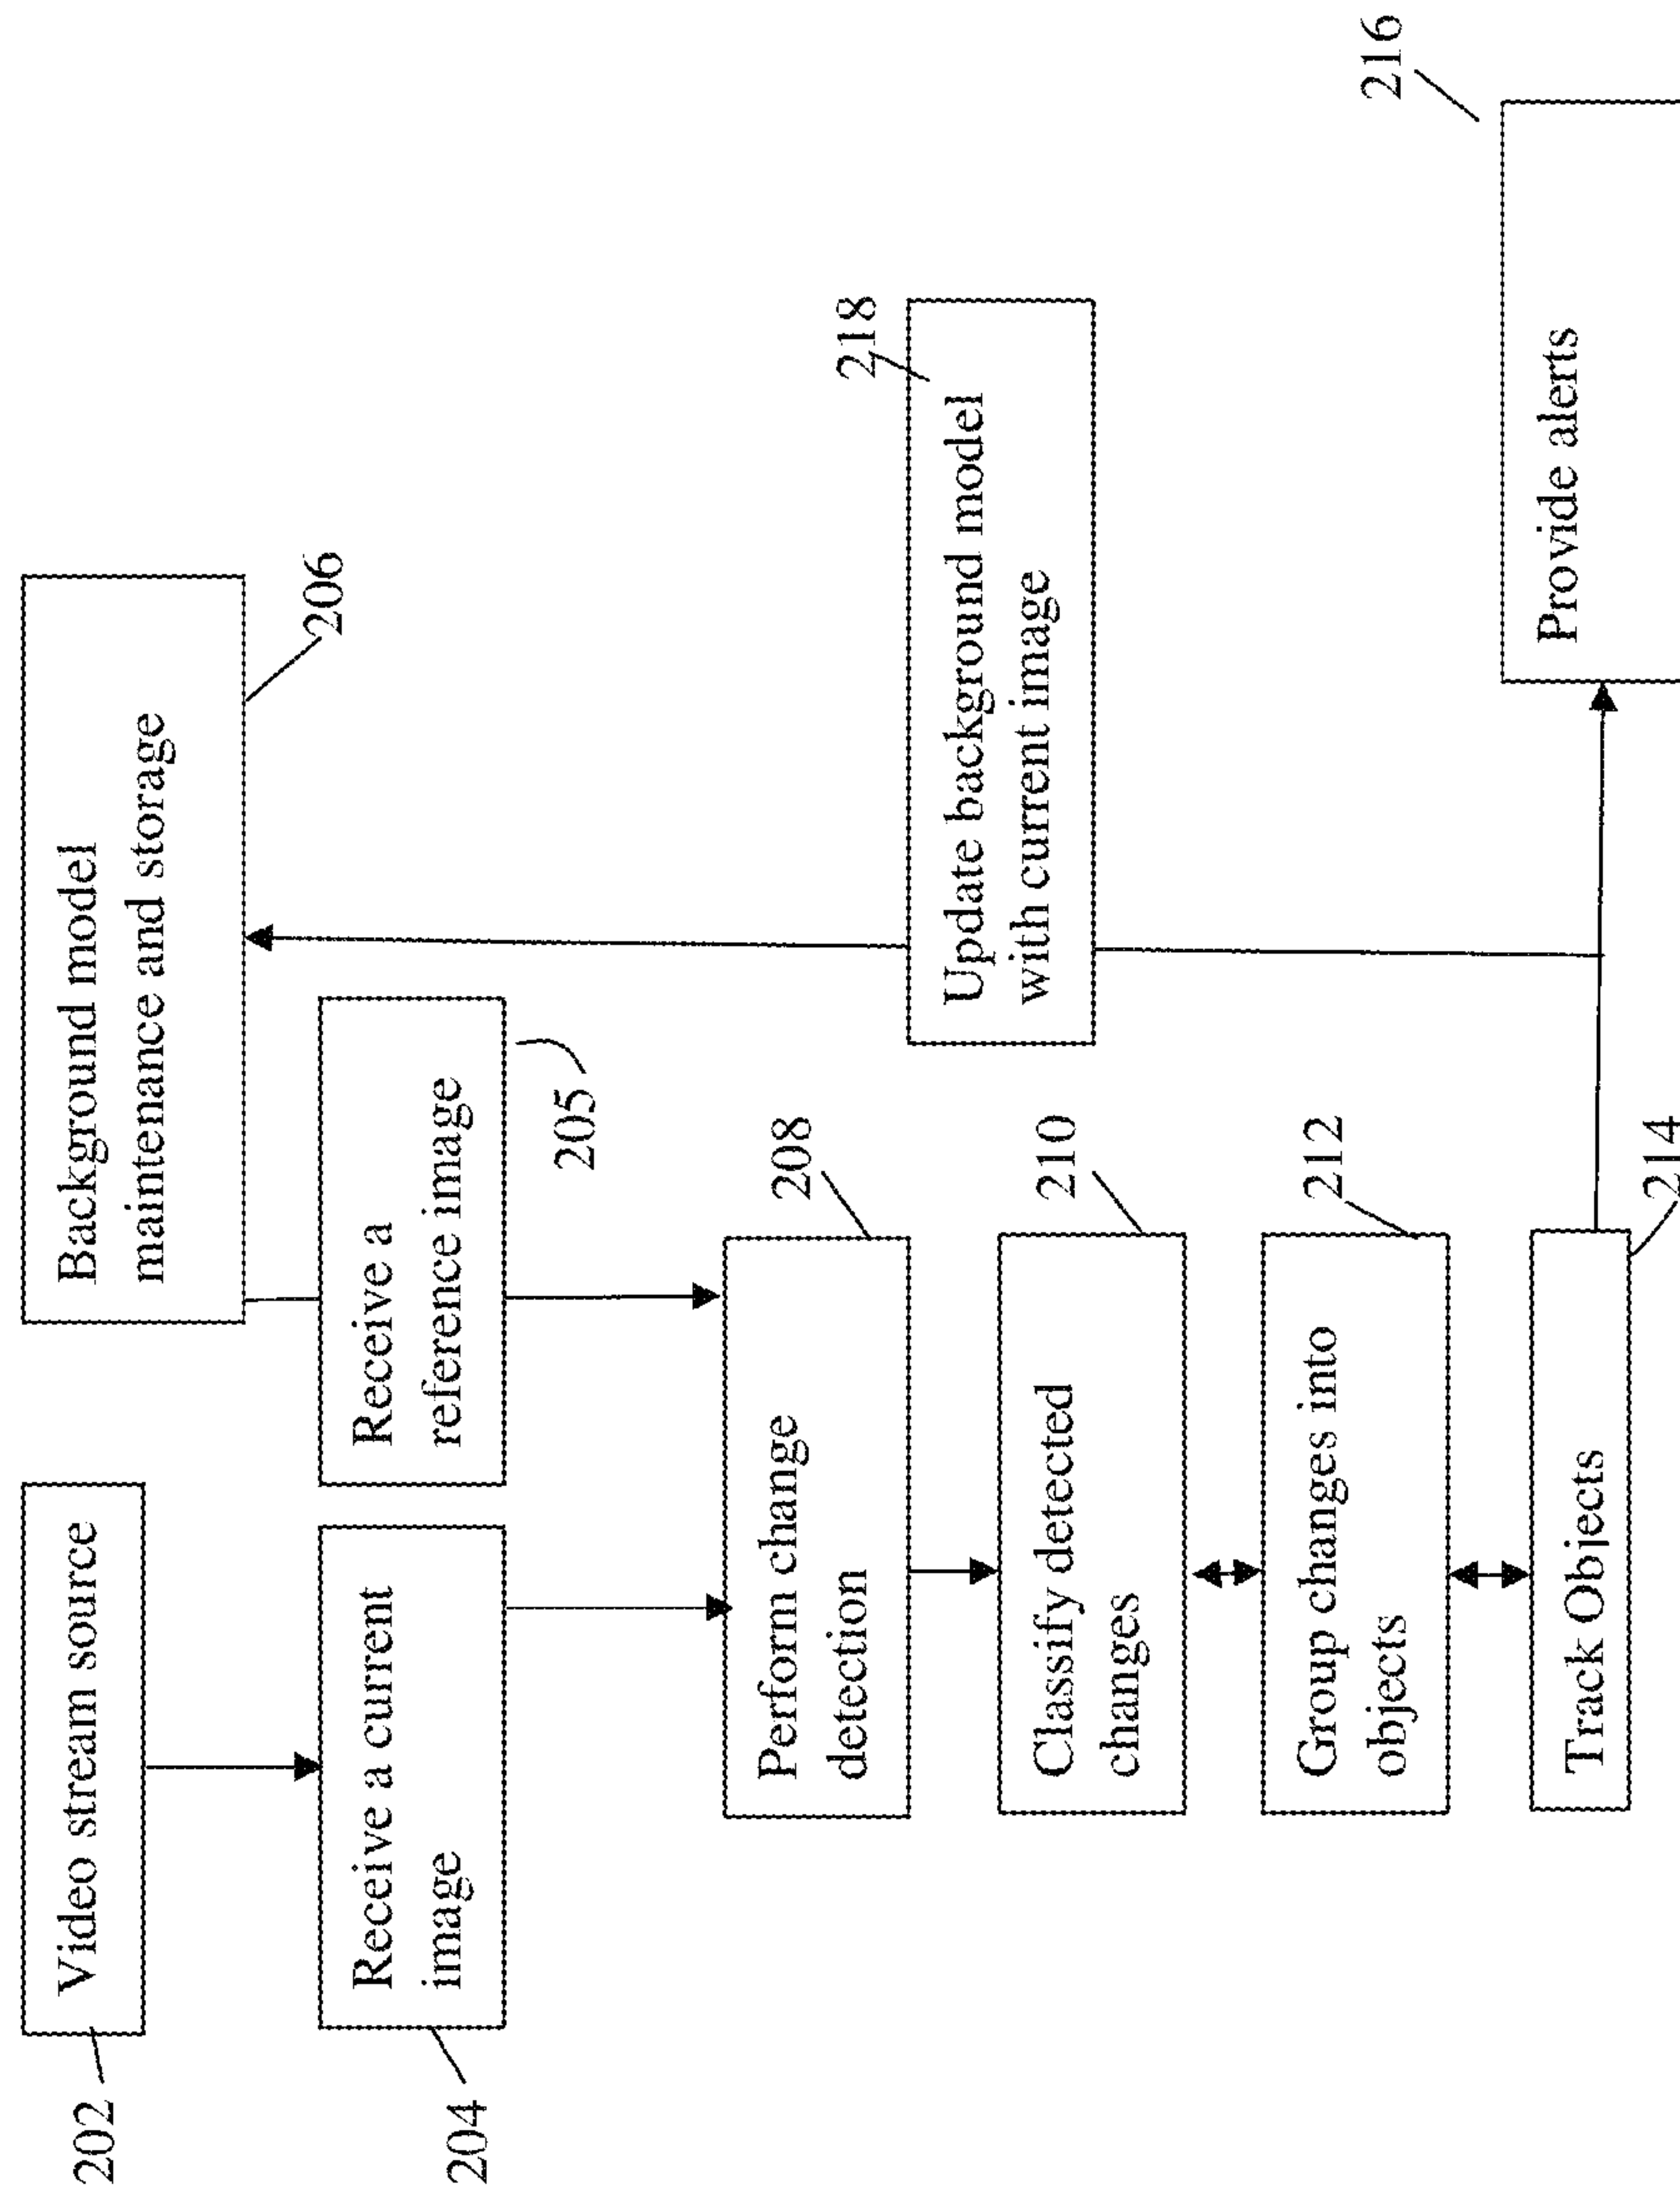 202
Video stream source
Background model
maintenance and storage
206
204
Receive a current
image
Receive a
reference image
205
Perform change
detection
208
Update background model
with current image
218
Classify detected
changes
210
Group changes into
objects
212
Track Objects
214
Provide alerts
216